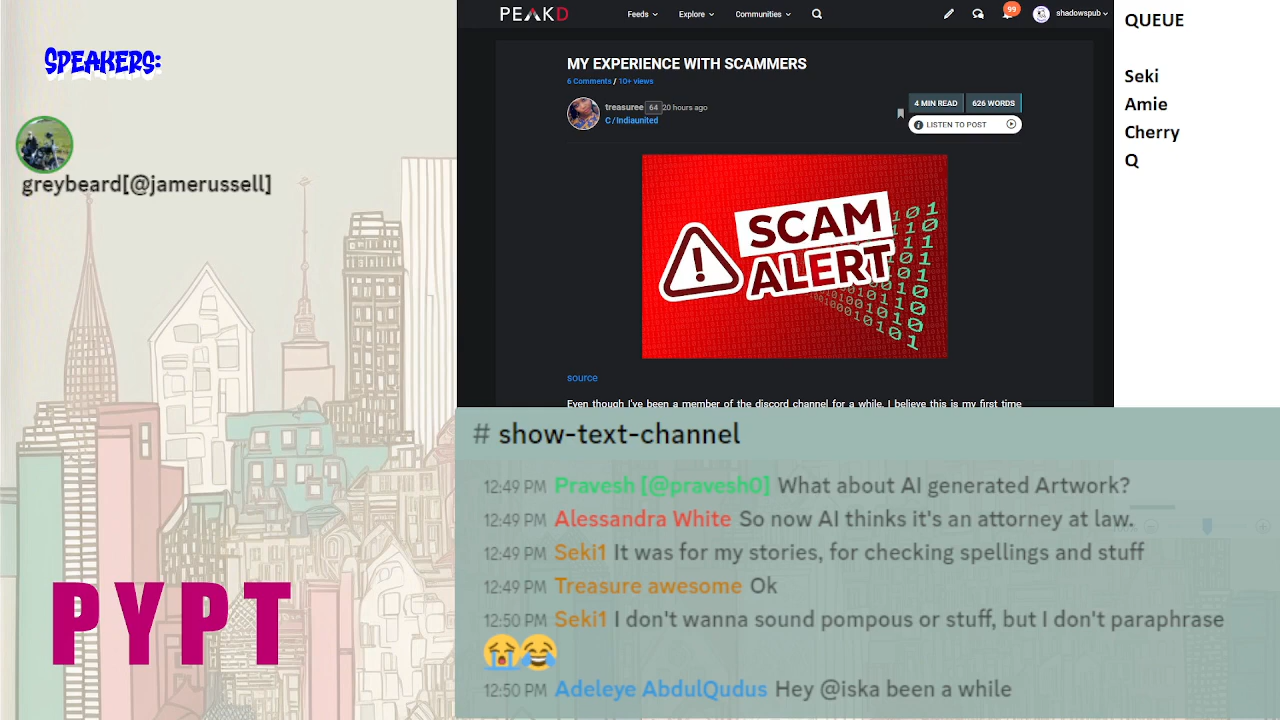 SPEAKERS:
greybeard[@jamerussell]
PYPT
PEAKD
Feeds
Explore
Communities
99
shadowspub
MY EXPERIENCE WITH SCAMMERS
6 Comments / 10+ views
treasuree 64 20 hours ago
C / Indiaunited
4 MIN READ
626 WORDS
LISTEN TO POST
SCAM
ALERT
source
Even though I've been a member of the discord channel for a while, I believe this is my first time
QUEUE
Seki
Amie
Cherry
Q
# show-text-channel
12:49 PM Pravesh [@pravesh0] What about AI generated Artwork?
12:49 PM Alessandra White So now AI thinks it's an attorney at law.
12:49 PM Seki1 It was for my stories, for checking spellings and stuff
12:49 PM Treasure awesome Ok
12:50 PM Seki1 I don't wanna sound pompous or stuff, but I don't paraphrase
😭😂
12:50 PM Adeleye AbdulQudus Hey @iska been a while